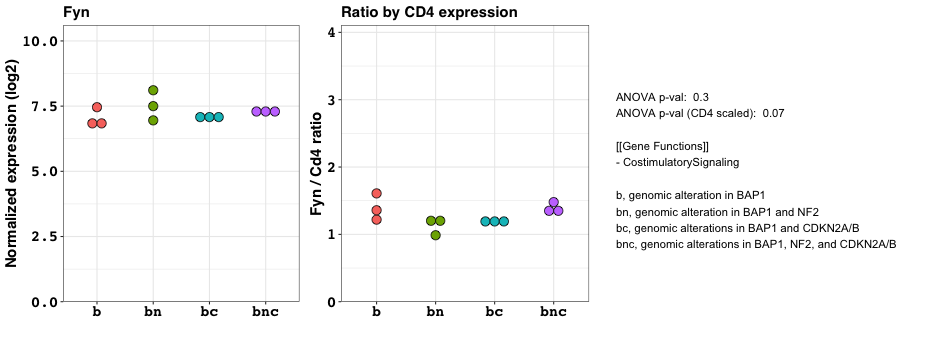 Fyn
Normalized expression (log2)
10.0
7.5
5.0
2.5
0.0
b
bn
bc
bnc
Ratio by CD4 expression
Fyn / Cd4 ratio
4
3
2
1
0
b
bn
bc
bnc
ANOVA p-val:  0.3
ANOVA p-val (CD4 scaled):  0.07
[[Gene Functions]]
- CostimulatorySignaling
b, genomic alteration in BAP1
bn, genomic alteration in BAP1 and NF2
bc, genomic alterations in BAP1 and CDKN2A/B
bnc, genomic alterations in BAP1, NF2, and CDKN2A/B